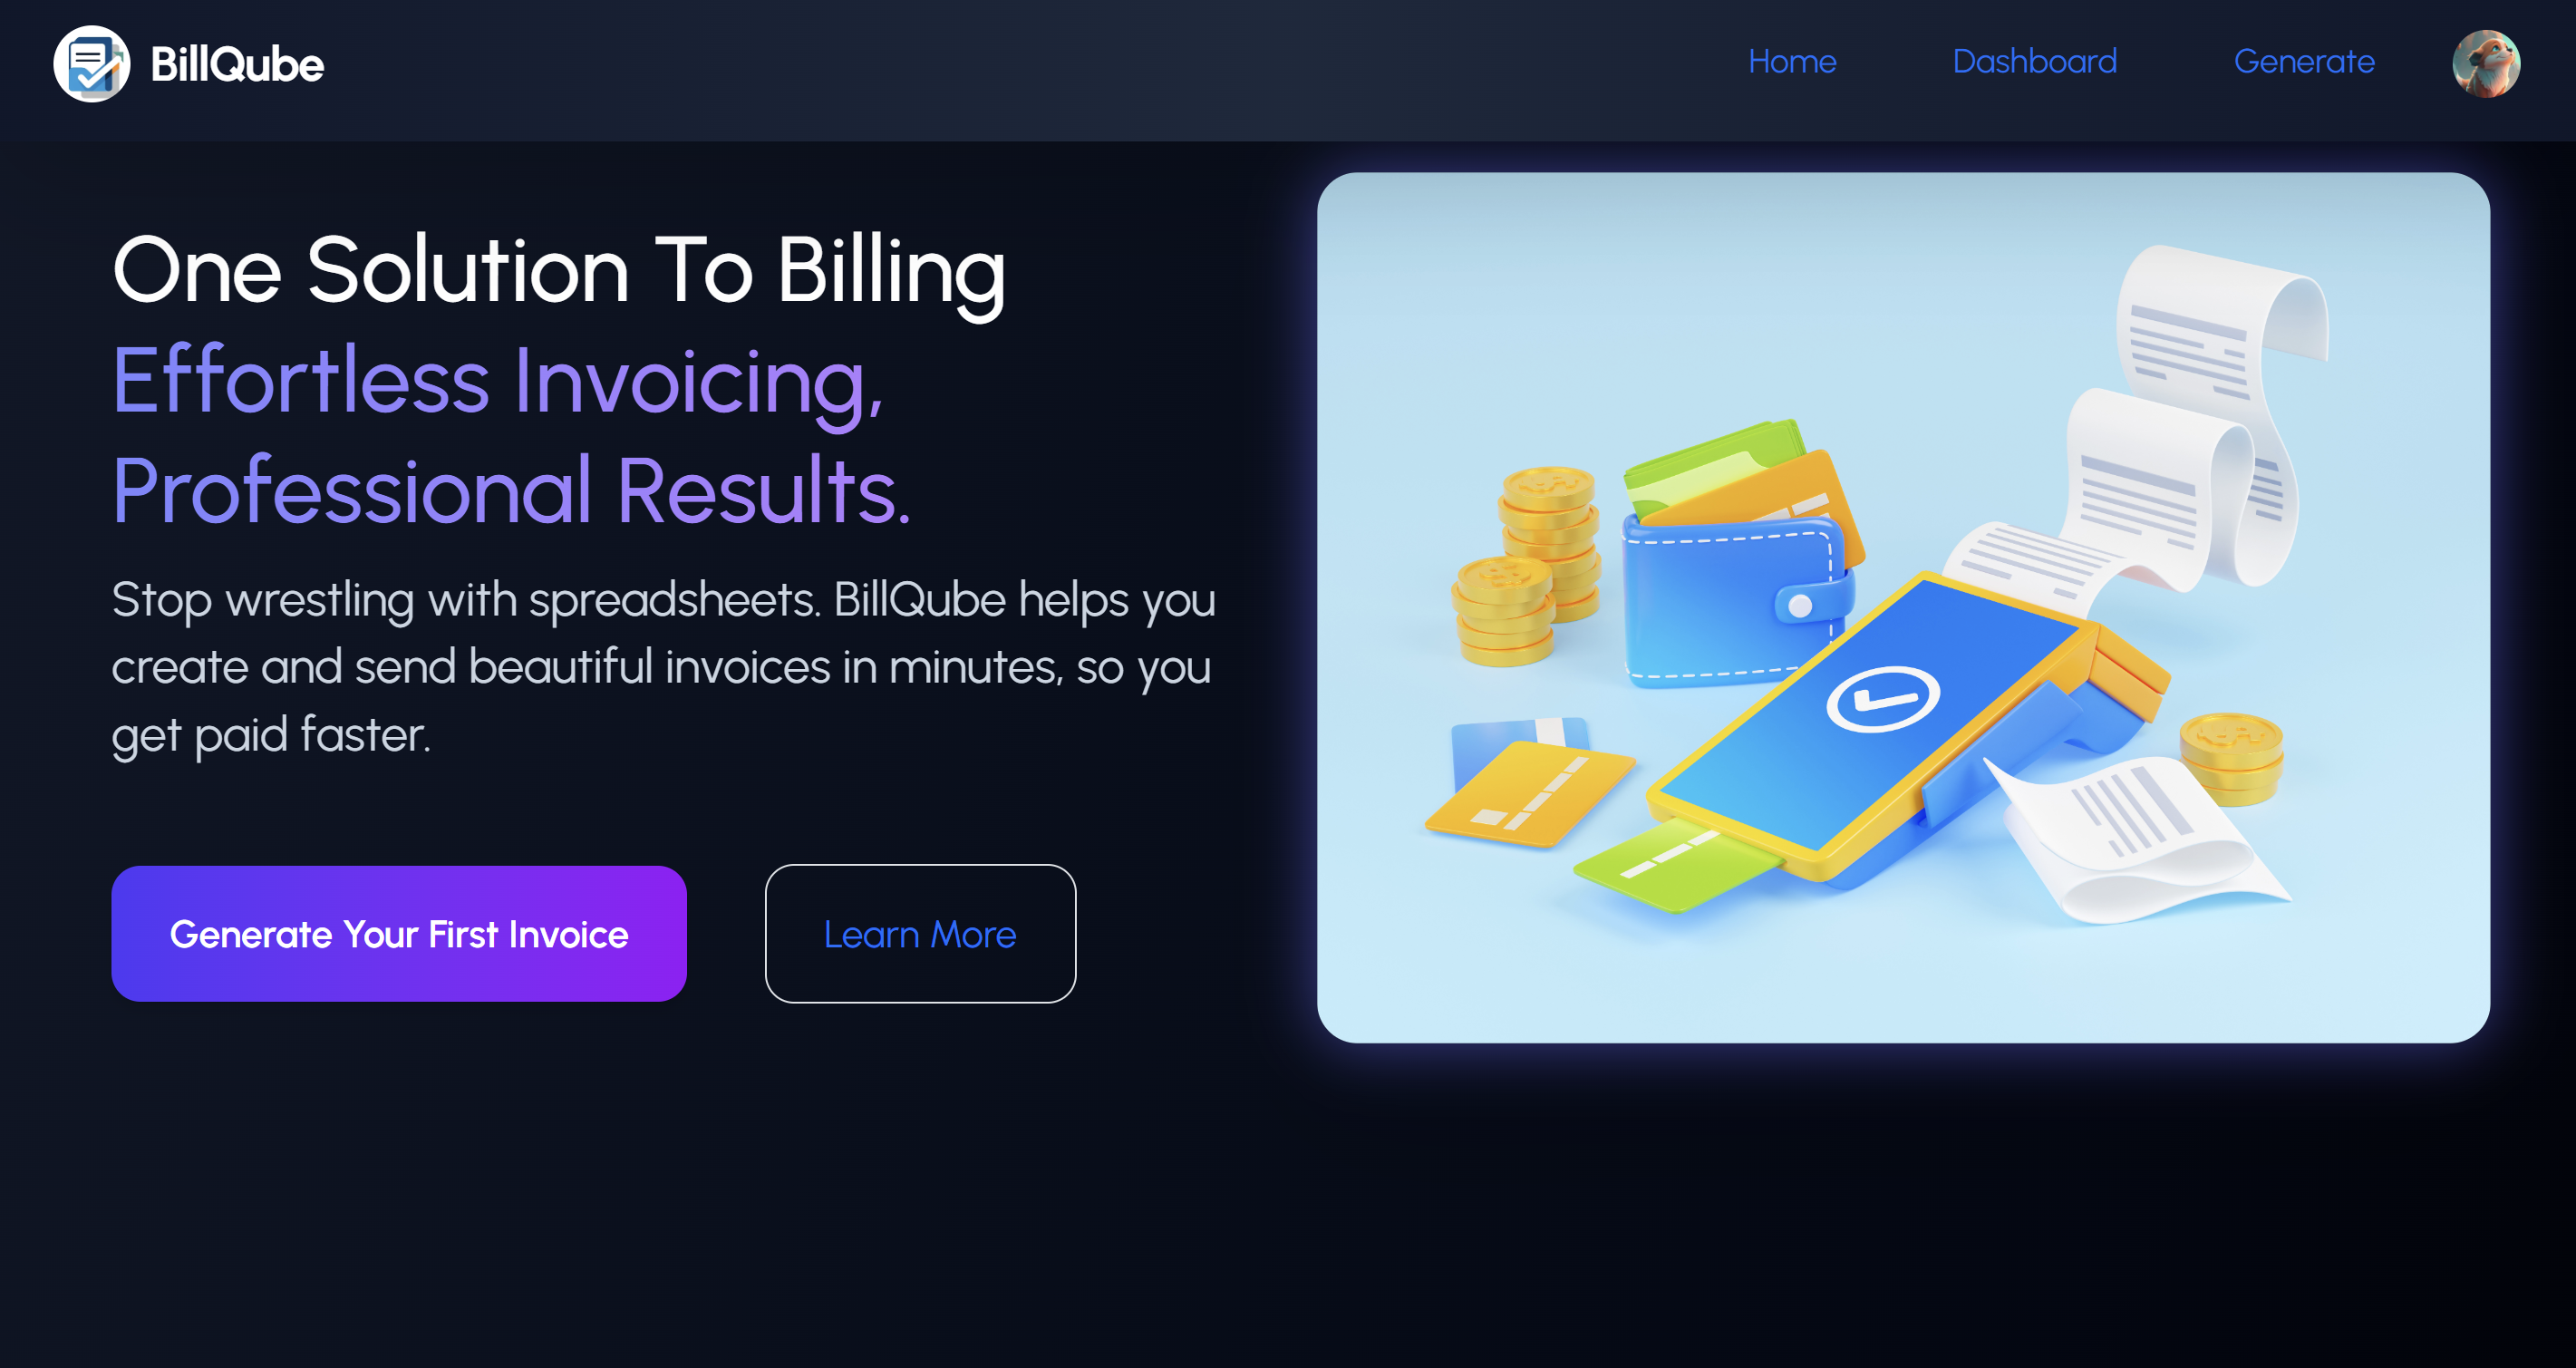 BillQube
Home
Dashboard
Generate
One Solution To Billing
Effortless Invoicing,
Professional Results.
Stop wrestling with spreadsheets. BillQube helps you
create and send beautiful invoices in minutes, so you
get paid faster.
Generate Your First Invoice
Learn More